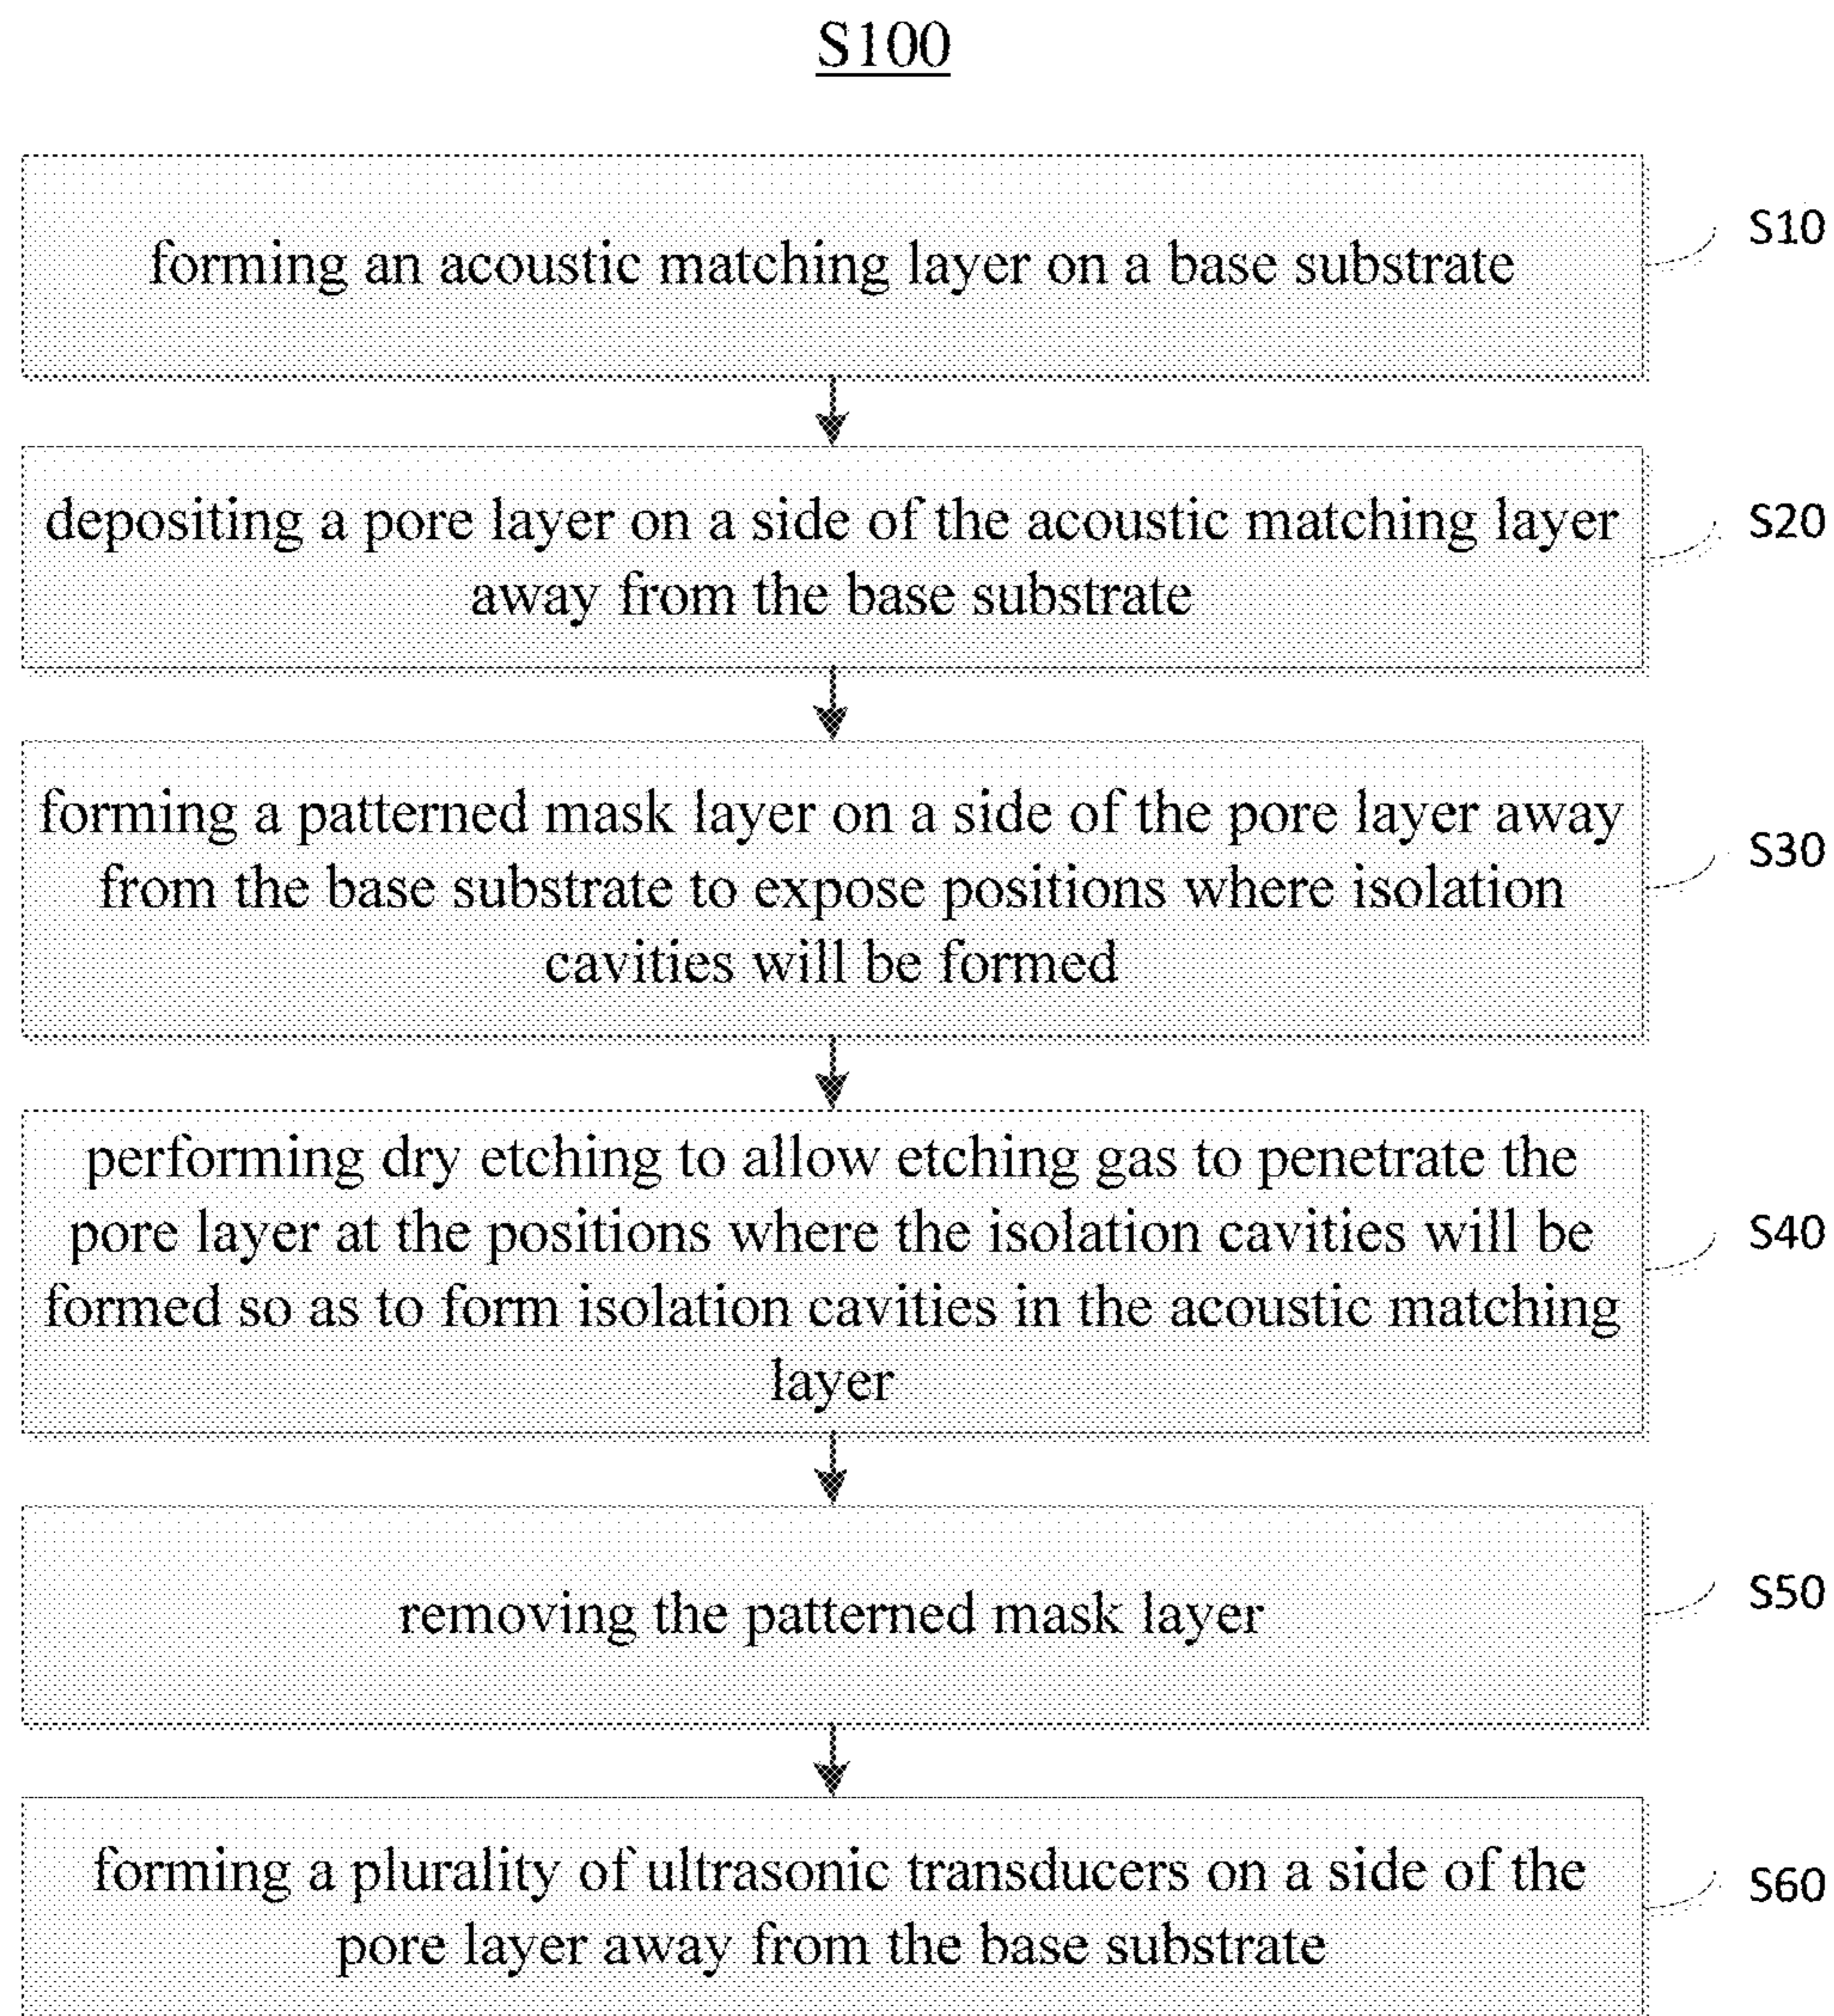 S100
forming an acoustic matching layer on a base substrate
S10
depositing a pore layer on a side of the acoustic matching layer
away from the base substrate
S20
forming a patterned mask layer on a side of the pore layer away
from the base substrate to expose positions where isolation
cavities will be formed
S30
performing dry etching to allow etching gas to penetrate the
pore layer at the positions where the isolation cavities will be
formed so as to form isolation cavities in the acoustic matching
layer
S40
removing the patterned mask layer
S50
forming a plurality of ultrasonic transducers on a side of the
pore layer away from the base substrate
S60